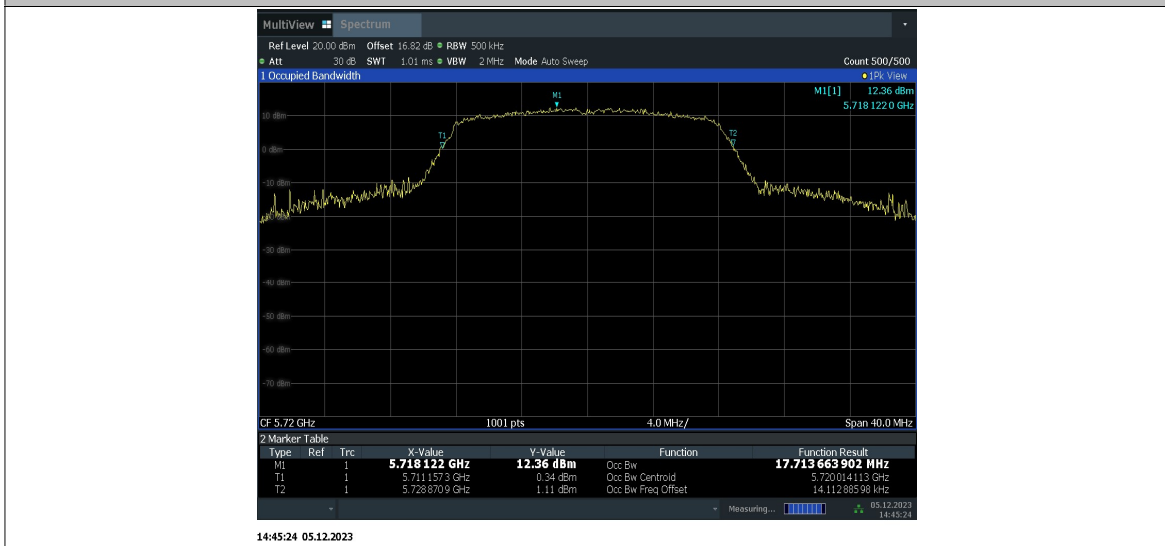 MultiView Spectrum
Ref Level 20.00 dBm Offset 16.82 dB RBW 500 kHz
Att 30 dB SWT 1.01 ms VBW 2 MHz Mode Auto Sweep Count 500/500
1 Occupied Bandwidth 1Pk View
M1[1] 12.36 dBm
5.718 122 0 GHz
M1
10 dBm
T1 T2
0 dBm
-10 dBm
-30 dBm
-40 dBm
-50 dBm
-60 dBm
-70 dBm
CF 5.72 GHz 1001 pts 4.0 MHz/ Span 40.0 MHz
2 Marker Table
Type Ref Trc X-Value Y-Value Function Function Result
M1 1 5.718 122 GHz 12.36 dBm Occ Bw 17.713 663 902 MHz
T1 1 5.711 157 3 GHz 0.34 dBm Occ Bw Centroid 5.720 014 113 GHz
T2 1 5.728 870 9 GHz 1.11 dBm Occ Bw Freq Offset 14.112 885 98 kHz
Measuring... 05.12.2023
14:45:24
14:45:24 05.12.2023